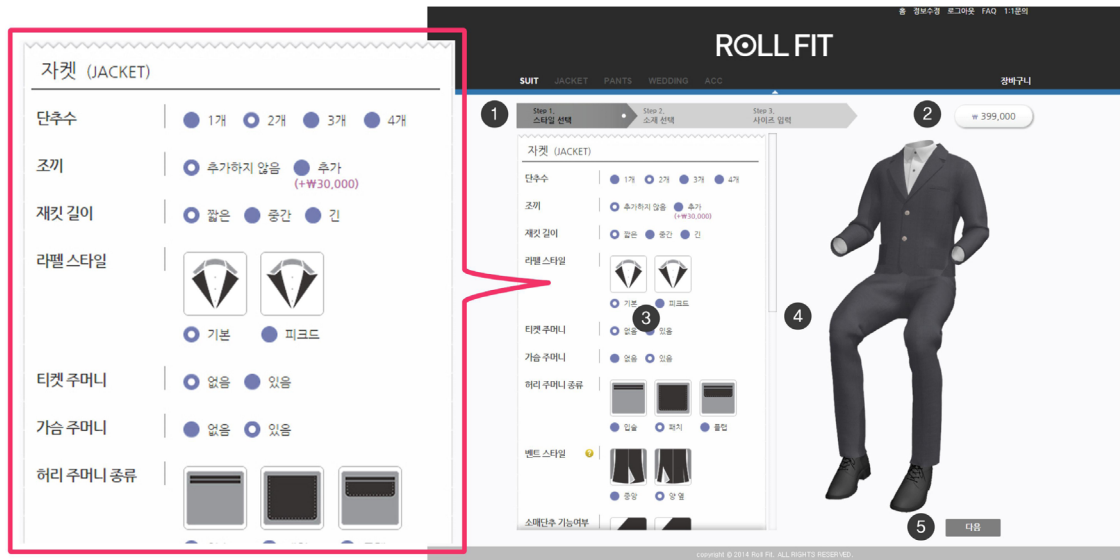 자켓 (JACKET)
단추수 1개 2개 3개 4개
조끼 추가하지 않음 추가
(+₩30,000)
재킷 길이 짧은 중간 긴
라펠 스타일
기본 피크드
티켓 주머니 없음 있음
가슴 주머니 없음 있음
허리 주머니 종류
홈 정보수정 로그아웃 FAQ 1:1문의
ROLL FIT
SUIT JACKET PANTS WEDDING ACC 장바구니
1
Step 1,
스타일 선택
Step 2,
소재 선택
Step 3,
사이즈 입력
2
₩ 399,000
자켓 (JACKET)
단추수 1개 2개 3개 4개
조끼 추가하지 않음 추가
(+₩30,000)
재킷 길이 짧은 중간 긴
라펠 스타일
기본 피크드
3
4
티켓 주머니 없음 있음
가슴 주머니 없음 있음
허리 주머니 종류
입술 패치 플랩
벤트 스타일 ?
중앙 양 옆
소매단추 기능여부
5
다음
copyright © 2014 Roll Fit. ALL RIGHTS RESERVED.